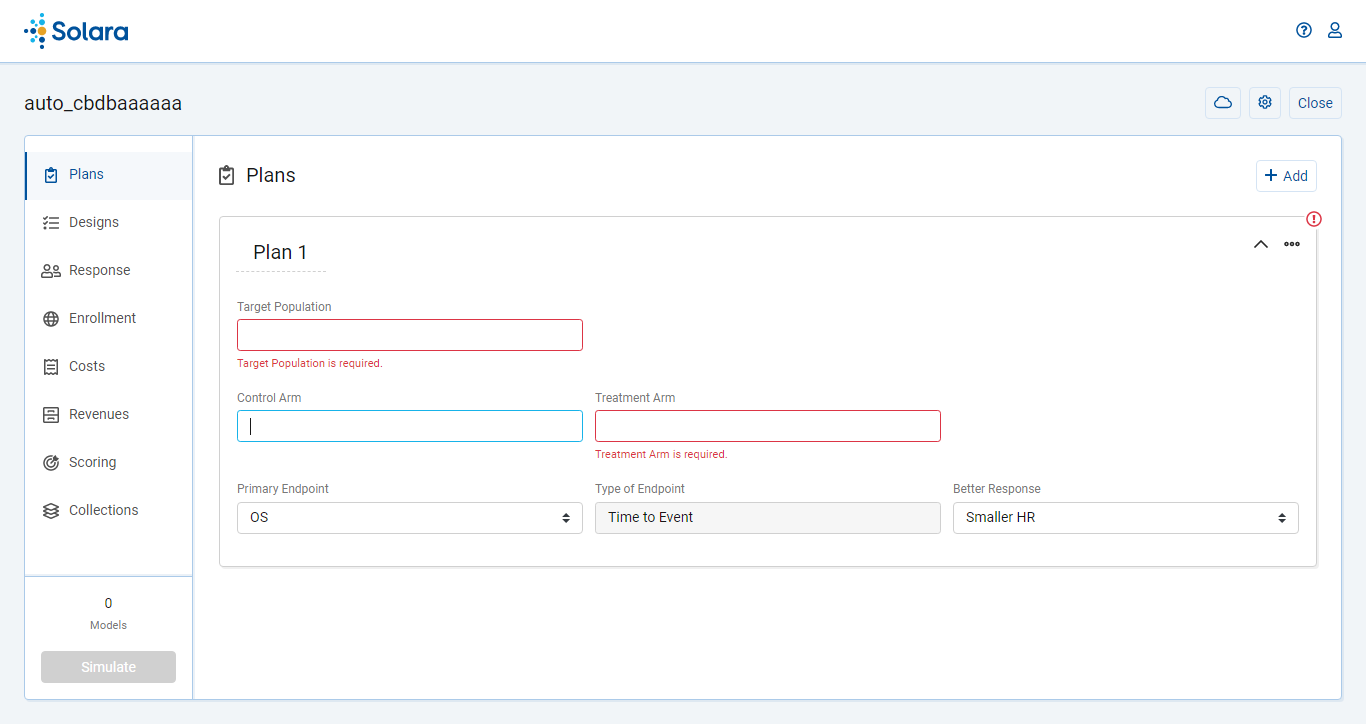 Solara
auto_cbdbaaaaaa
Close
Plans
Designs
Response
Enrollment
Costs
Revenues
Scoring
Collections
0
Models
Simulate
Plans
Add
Plan 1
Target Population
Target Population is required.
Control Arm
Treatment Arm
Treatment Arm is required.
Primary Endpoint
Type of Endpoint
Better Response
OS
Time to Event
Smaller HR